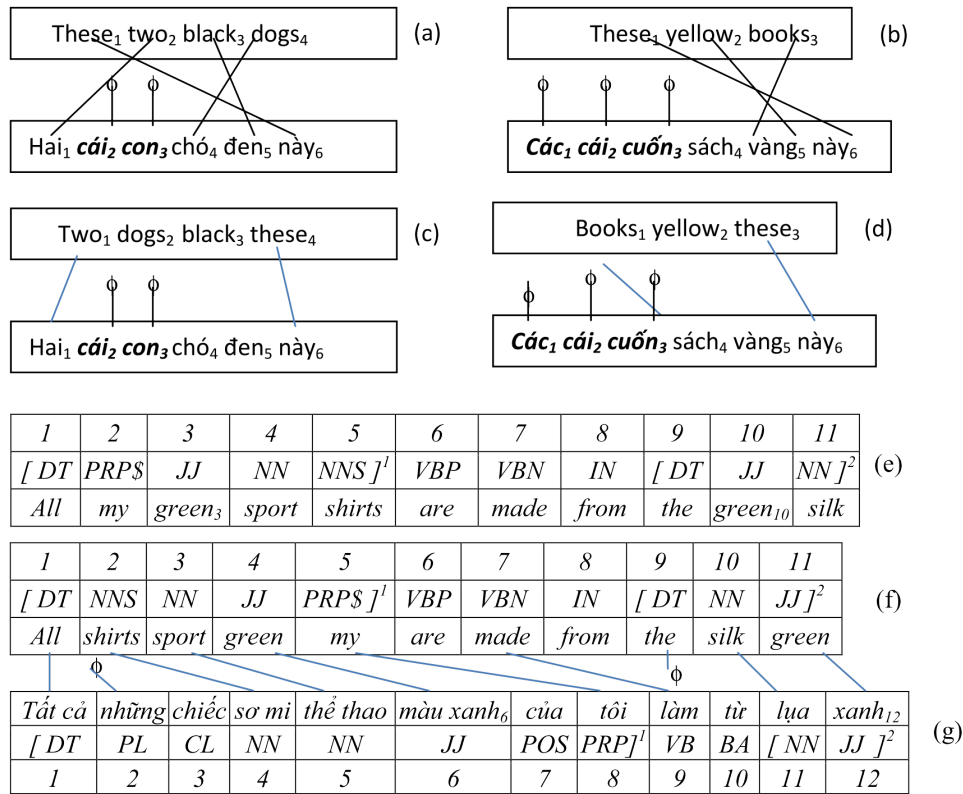 These₁ two₂ black₃ dogs₄ (a)
ϕ ϕ
Hai₁ cái₂ con₃ chó₄ đen₅ này₆
These₁ yellow₂ books₃ (b)
ϕ ϕ ϕ
Các₁ cái₂ cuốn₃ sách₄ vàng₅ này₆
Two₁ dogs₂ black₃ these₄ (c)
ϕ ϕ
Hai₁ cái₂ con₃ chó₄ đen₅ này₆
Books₁ yellow₂ these₃ (d)
ϕ ϕ ϕ
Các₁ cái₂ cuốn₃ sách₄ vàng₅ này₆
1 2 3 4 5 6 7 8 9 10 11
[ DT PRP$ JJ NN NNS ]¹ VBP VBN IN [ DT JJ NN ]² (e)
All my green₃ sport shirts are made from the green₁₀ silk
1 2 3 4 5 6 7 8 9 10 11
[ DT NNS NN JJ PRP$ ]¹ VBP VBN IN [ DT NN JJ ]² (f)
All shirts sport green my are made from the silk green
ϕ ϕ
Tất cả những chiếc sơ mi thể thao màu xanh₆ của tôi làm từ lụa xanh₁₂
[ DT PL CL NN NN JJ POS PRP]¹ VB BA [ NN JJ ]² (g)
1 2 3 4 5 6 7 8 9 10 11 12